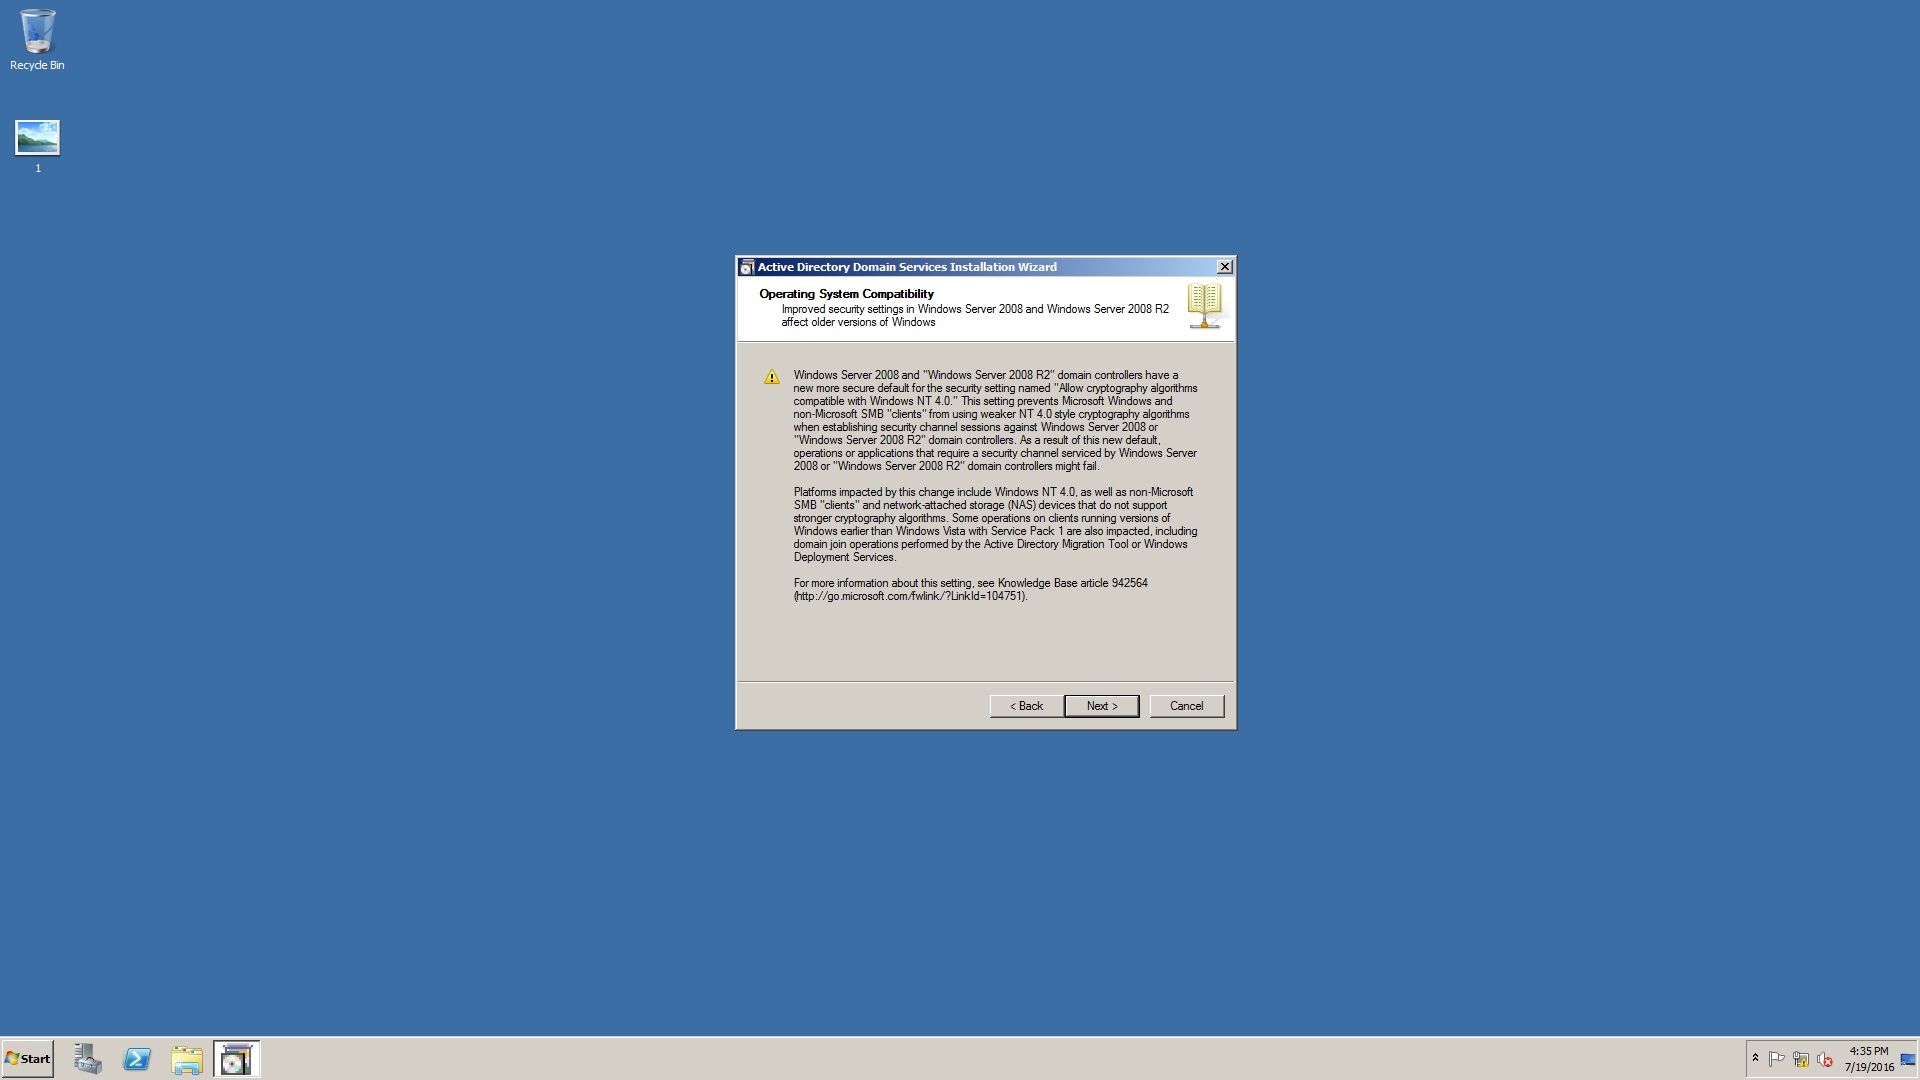 Recycle Bin
1
Active Directory Domain Services Installation Wizard
Operating System Compatibility
Improved security settings in Windows Server 2008 and Windows Server 2008 R2
affect older versions of Windows
Windows Server 2008 and "Windows Server 2008 R2" domain controllers have a
new more secure default for the security setting named "Allow cryptography algorithms
compatible with Windows NT 4.0." This setting prevents Microsoft Windows and
non-Microsoft SMB "clients" from using weaker NT 4.0 style cryptography algorithms
when establishing security channel sessions against Windows Server 2008 or
"Windows Server 2008 R2" domain controllers. As a result of this new default,
operations or applications that require a security channel serviced by Windows Server
2008 or "Windows Server 2008 R2" domain controllers might fail.
Platforms impacted by this change include Windows NT 4.0, as well as non-Microsoft
SMB "clients" and network-attached storage (NAS) devices that do not support
stronger cryptography algorithms. Some operations on clients running versions of
Windows earlier than Windows Vista with Service Pack 1 are also impacted, including
domain join operations performed by the Active Directory Migration Tool or Windows
Deployment Services.
For more information about this setting, see Knowledge Base article 942564
(http://go.microsoft.com/fwlink/?LinkId=104751).
< Back
Next >
Cancel
Start
4:35 PM
7/19/2016